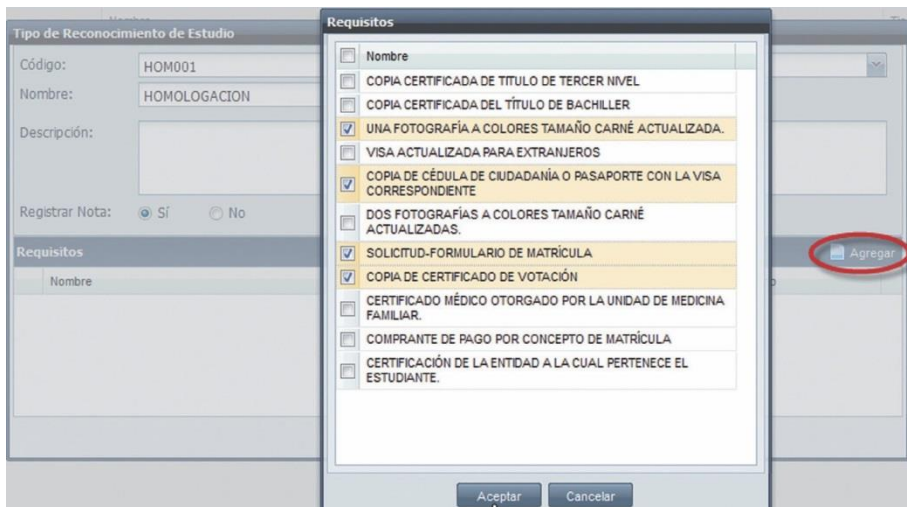 Tipo de Reconocimiento de Estudio
Código:
HOM001
Nombre:
HOMOLOGACION
Descripción:
Registrar Nota:
Sí
No
Requisitos
Agregar
Nombre
Requisitos
Nombre
COPIA CERTIFICADA DE TITULO DE TERCER NIVEL
COPIA CERTIFICADA DEL TÍTULO DE BACHILLER
UNA FOTOGRAFÍA A COLORES TAMAÑO CARNÉ ACTUALIZADA.
VISA ACTUALIZADA PARA EXTRANJEROS
COPIA DE CÉDULA DE CIUDADANÍA O PASAPORTE CON LA VISA
CORRESPONDIENTE
DOS FOTOGRAFÍAS A COLORES TAMAÑO CARNÉ
ACTUALIZADAS.
SOLICITUD-FORMULARIO DE MATRÍCULA
COPIA DE CERTIFICADO DE VOTACIÓN
CERTIFICADO MÉDICO OTORGADO POR LA UNIDAD DE MEDICINA
FAMILIAR.
COMPRANTE DE PAGO POR CONCEPTO DE MATRÍCULA
CERTIFICACIÓN DE LA ENTIDAD A LA CUAL PERTENECE EL
ESTUDIANTE.
Aceptar
Cancelar